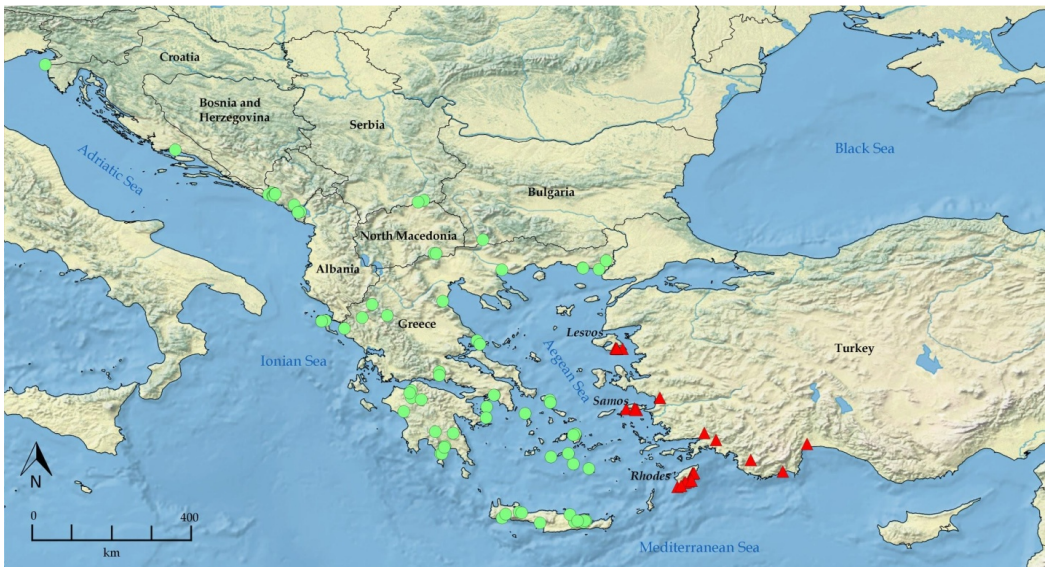 Croatia
Bosnia and
Herzegovina
Serbia
Adriatic Sea
Black Sea
Bulgaria
North Macedonia
Albania
Greece
Lesvos
Turkey
Ionian Sea
Aegean Sea
Samos
Rhodes
N
0
400
km
Mediterranean Sea